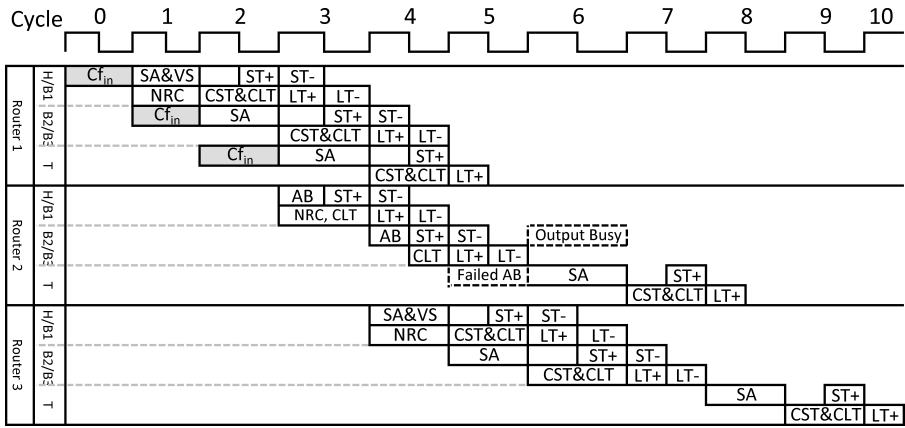 Cycle 0 1 2 3 4 5 6 7 8 9 10
Router 1
H/B1
Cfin SA&VS ST+ ST-
NRC CST&CLT LT+ LT-
B2/B3
Cfin SA ST+ ST-
CST&CLT LT+ LT-
T
Cfin SA ST+
CST&CLT LT+
Router 2
H/B1
AB ST+ ST-
NRC, CLT LT+ LT-
B2/B3
AB ST+ ST- Output Busy
CLT LT+ LT-
T
Failed AB SA ST+
CST&CLT LT+
Router 3
H/B1
SA&VS ST+ ST-
NRC CST&CLT LT+ LT-
B2/B3
SA ST+ ST-
CST&CLT LT+ LT-
T
SA ST+
CST&CLT LT+